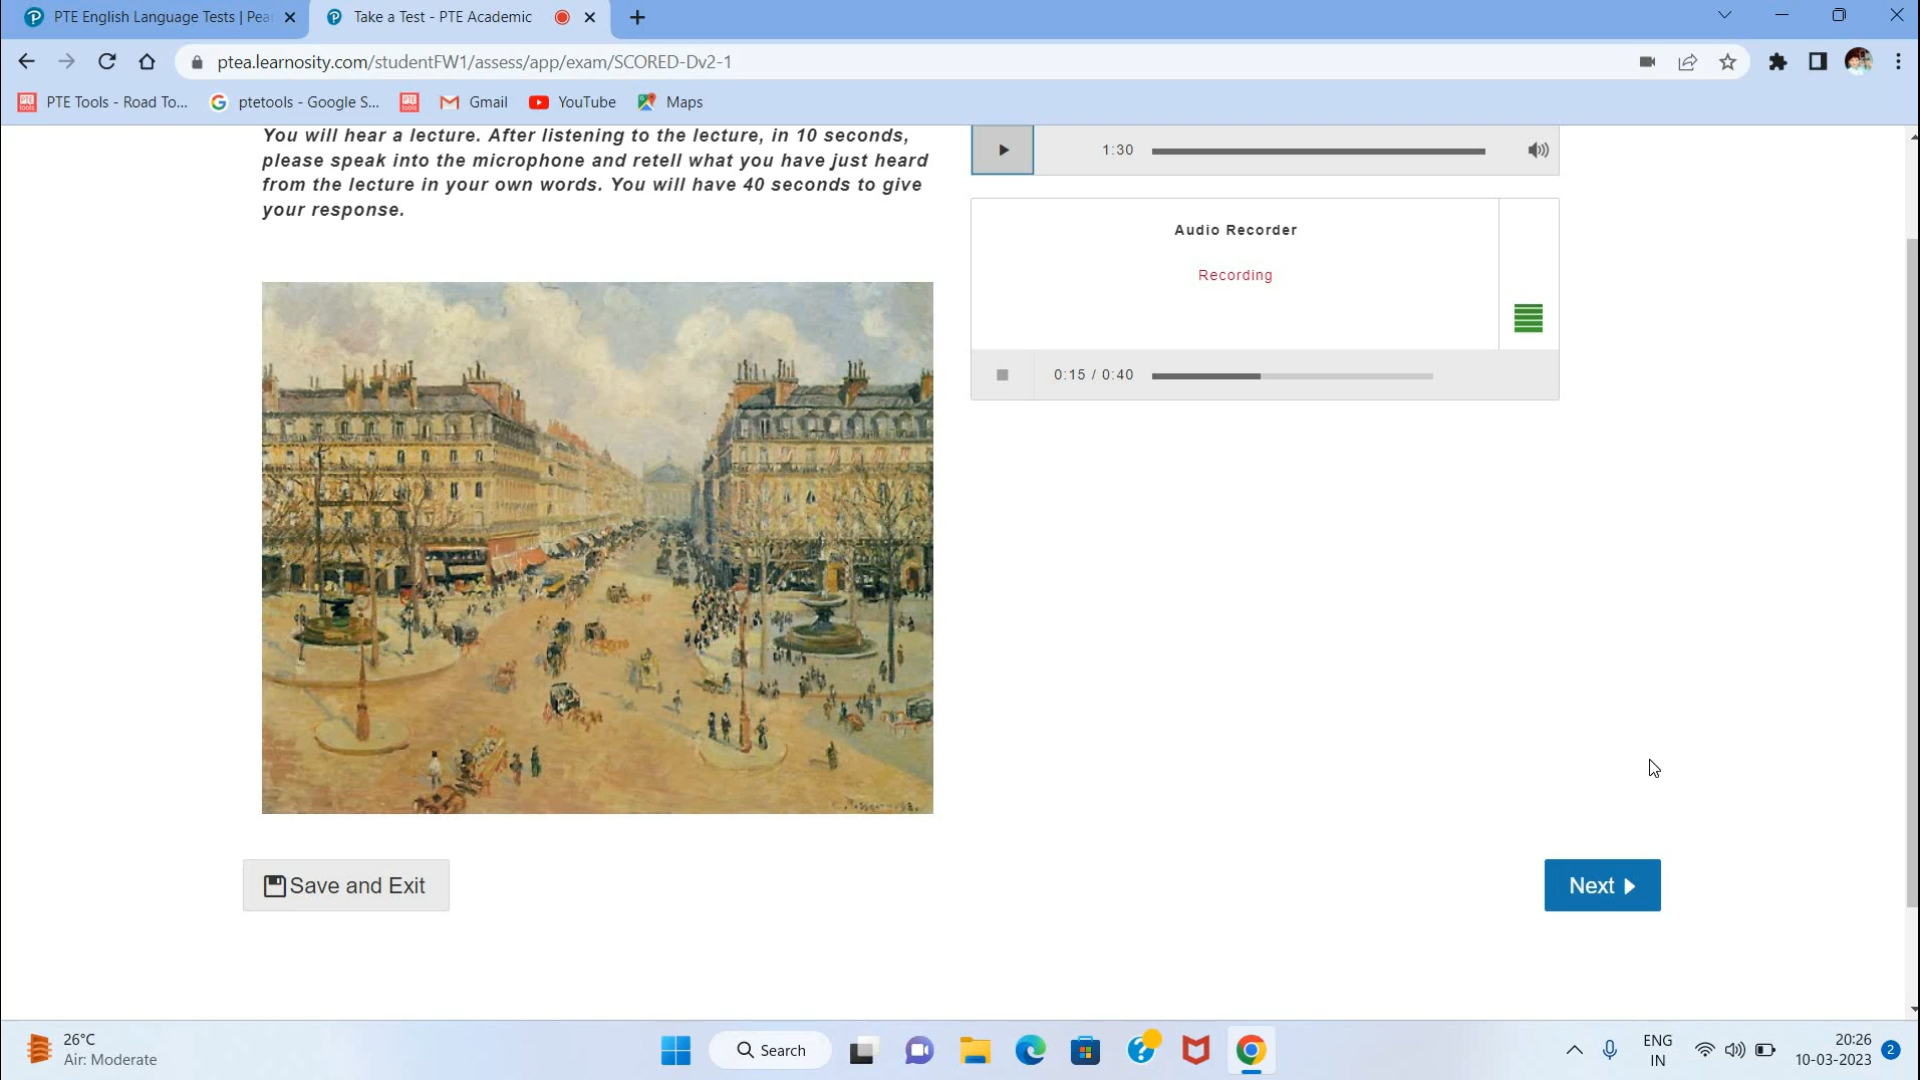 PTE English Language Tests | Pea
Take a Test - PTE Academic
ptea.learnosity.com/studentFW1/assess/app/exam/SCORED-Dv2-1
PTE Tools - Road To...
ptetools - Google S...
Gmail
YouTube
Maps
You will hear a lecture. After listening to the lecture, in 10 seconds,
please speak into the microphone and retell what you have just heard
from the lecture in your own words. You will have 40 seconds to give
your response.
1:30
Audio Recorder
Recording
0:15 / 0:40
Save and Exit
Next
26°C
Air: Moderate
Search
ENG
IN
20:26
10-03-2023
2